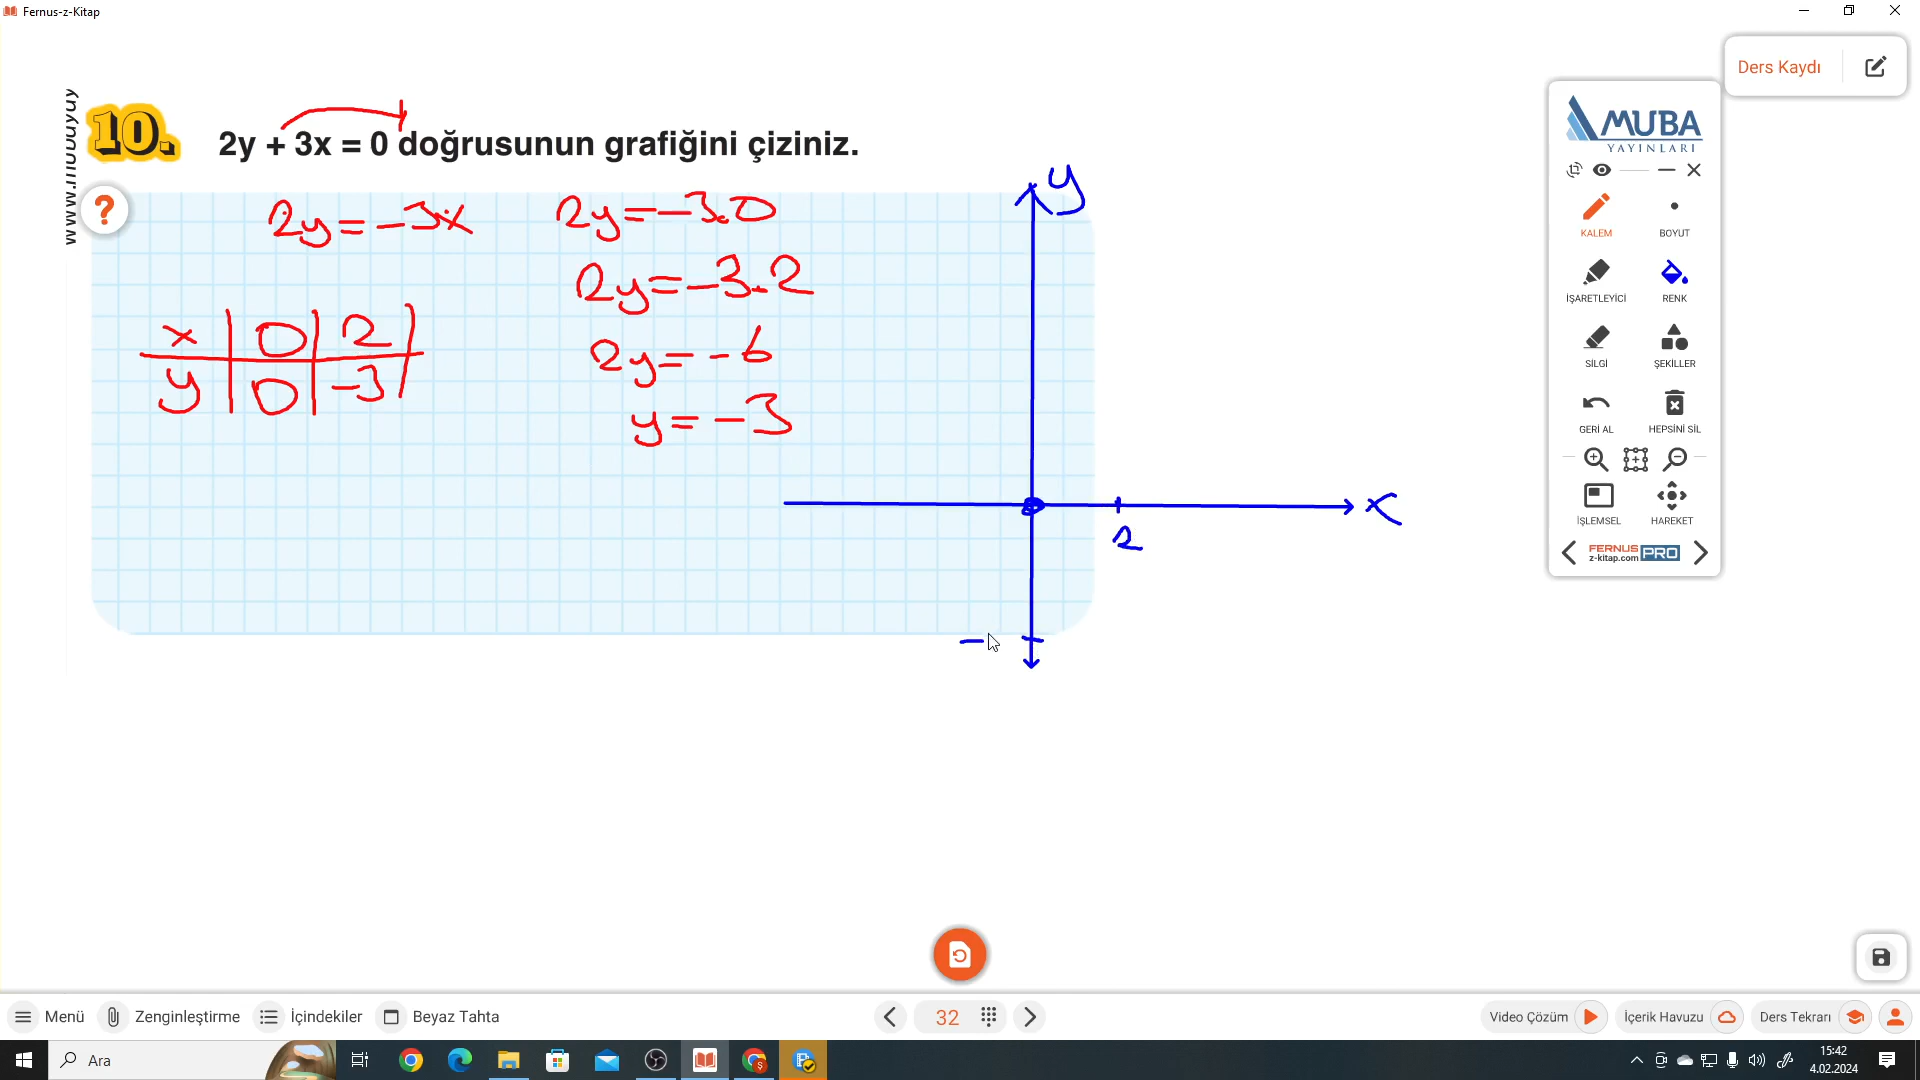 Fernus-z-Kitap
Ders Kaydı
10.
2y + 3x = 0 doğrusunun grafiğini çiziniz.
?
2y = -3x
2y = -3.0
2y = -3.2
2y = -6
y = -3
x | 0 | 2 |
y | 0 | -3 |
y
x
2
-
MUBA
YAYINLARI
KALEM
BOYUT
İŞARETLEYİCİ
RENK
SİLGİ
ŞEKİLLER
GERİ AL
HEPSİNİ SİL
İŞLEMSEL
HAREKET
FERNUS
z-kitap.com PRO
Menü
Zenginleştirme
İçindekiler
Beyaz Tahta
32
Video Çözüm
İçerik Havuzu
Ders Tekrarı
Ara
15:42
4.02.2024